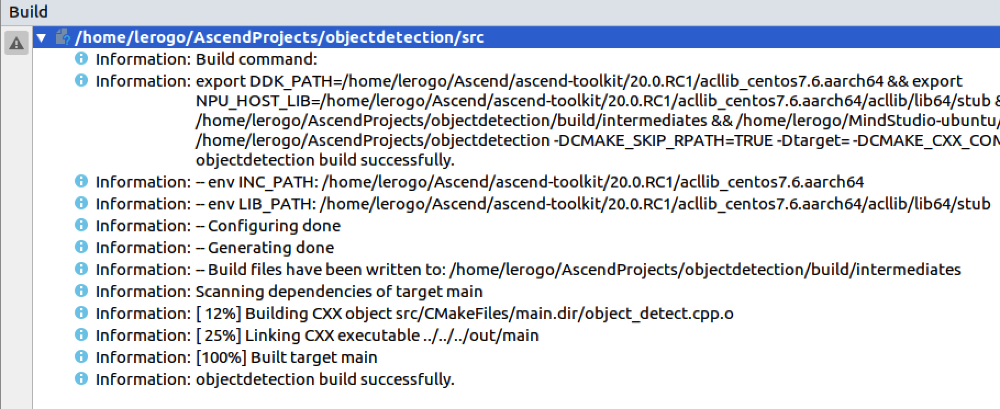 Build
/home/lerogo/AscendProjects/objectdetection/src
Information: Build command:
Information: export DDK_PATH=/home/lerogo/Ascend/ascend-toolkit/20.0.RC1/acllib_centos7.6.aarch64 && export
NPU_HOST_LIB=/home/lerogo/Ascend/ascend-toolkit/20.0.RC1/acllib_centos7.6.aarch64/acllib/lib64/stub
/home/lerogo/AscendProjects/objectdetection/build/intermediates && /home/lerogo/MindStudio-ubuntu/
/home/lerogo/AscendProjects/objectdetection -DCMAKE_SKIP_RPATH=TRUE -Dtarget= -DCMAKE_CXX_COM
objectdetection build successfully.
Information: -- env INC_PATH: /home/lerogo/Ascend/ascend-toolkit/20.0.RC1/acllib_centos7.6.aarch64
Information: -- env LIB_PATH: /home/lerogo/Ascend/ascend-toolkit/20.0.RC1/acllib_centos7.6.aarch64/acllib/lib64/stub
Information: -- Configuring done
Information: -- Generating done
Information: -- Build files have been written to: /home/lerogo/AscendProjects/objectdetection/build/intermediates
Information: Scanning dependencies of target main
Information: [ 12%] Building CXX object src/CMakeFiles/main.dir/object_detect.cpp.o
Information: [ 25%] Linking CXX executable ../../../out/main
Information: [100%] Built target main
Information: objectdetection build successfully.